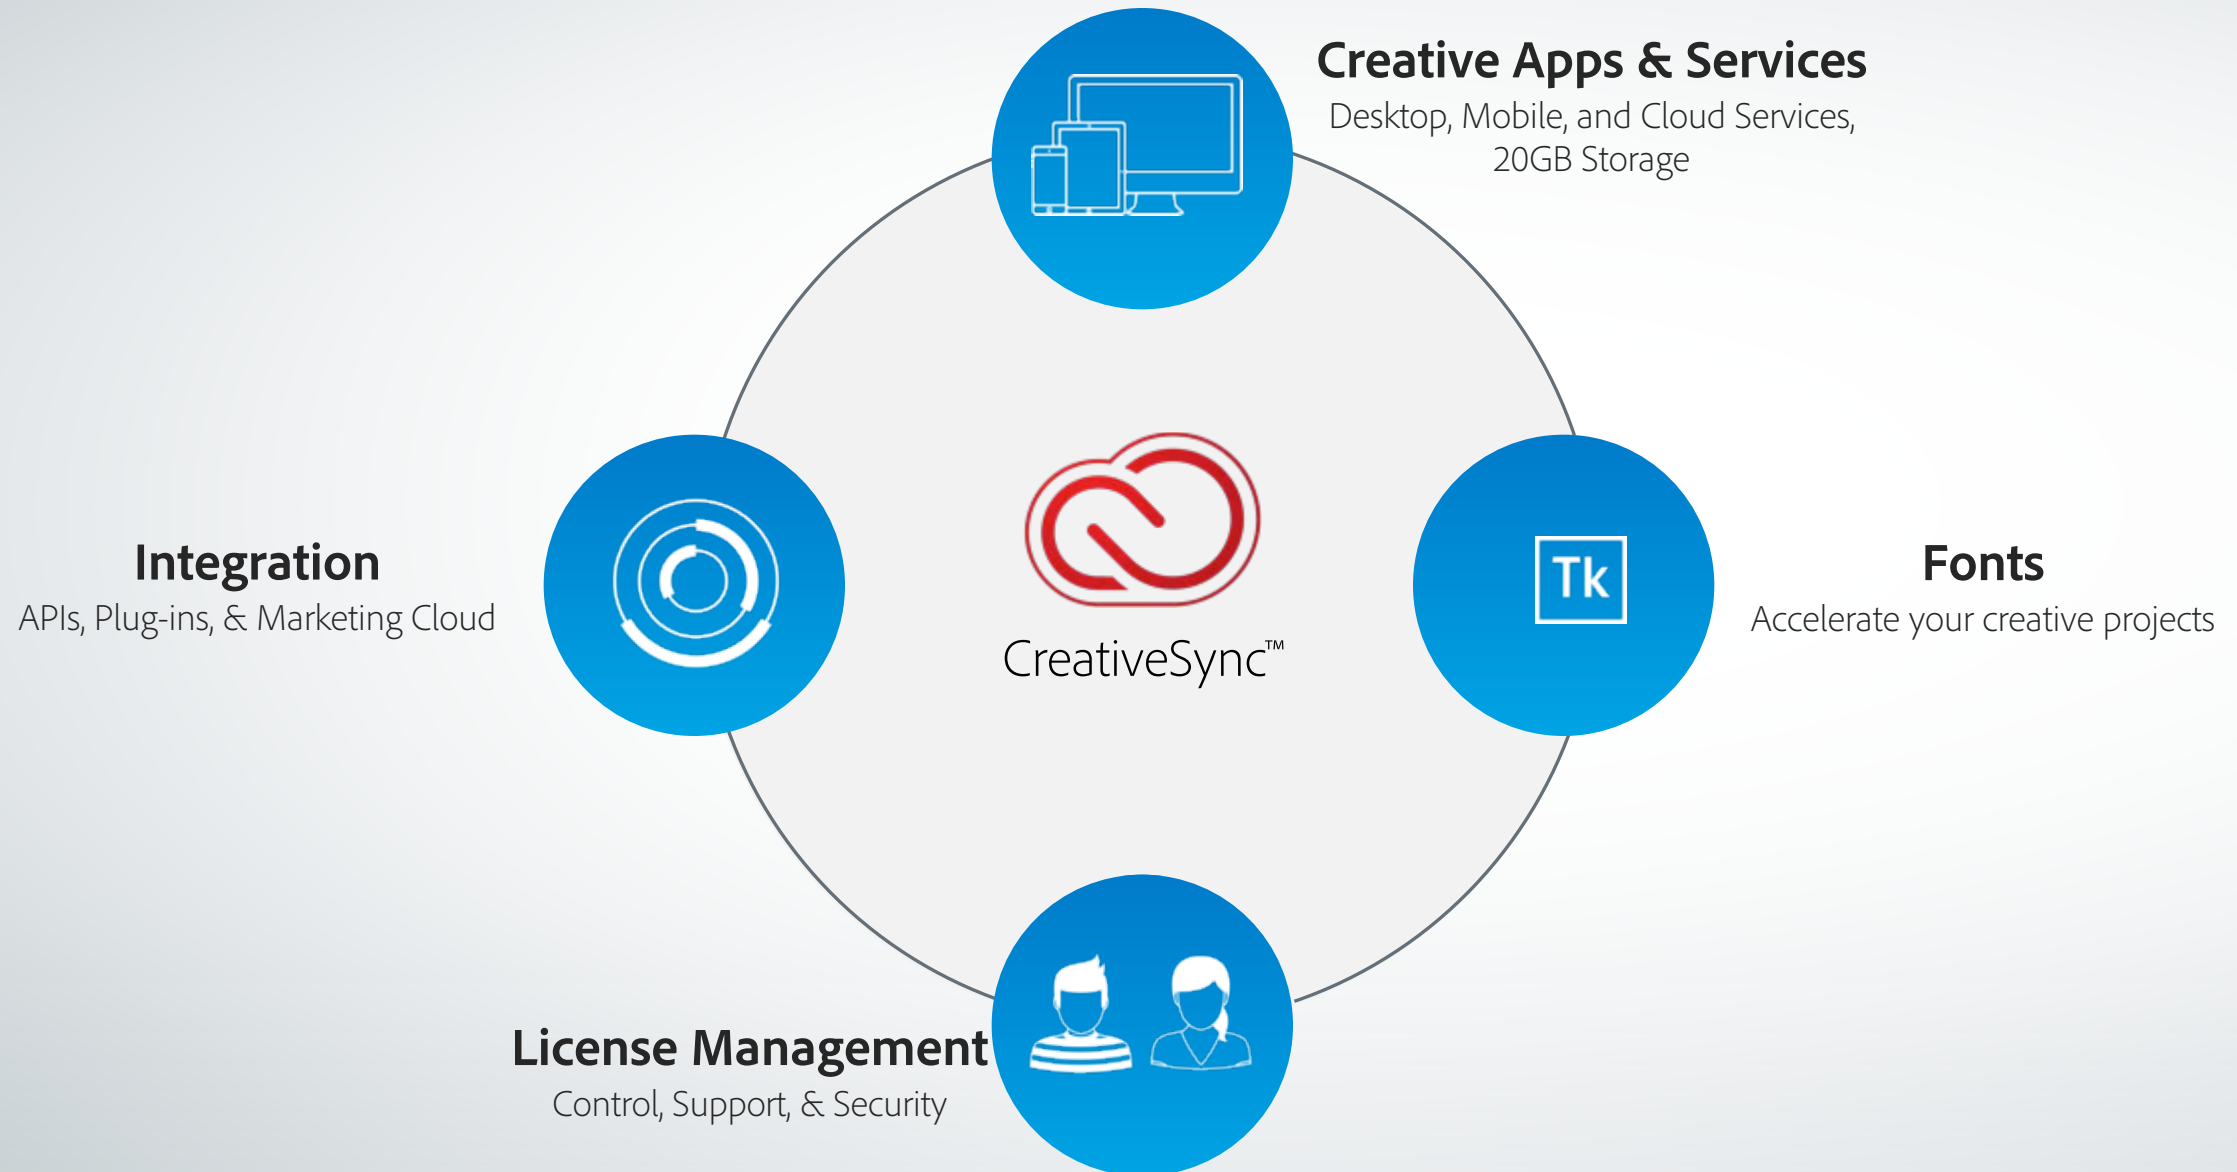 Creative Apps & Services
Desktop, Mobile, and Cloud Services,
20GB Storage
Integration
APIs, Plug-ins, & Marketing Cloud
CreativeSync™
Tk
Fonts
Accelerate your creative projects
License Management
Control, Support, & Security